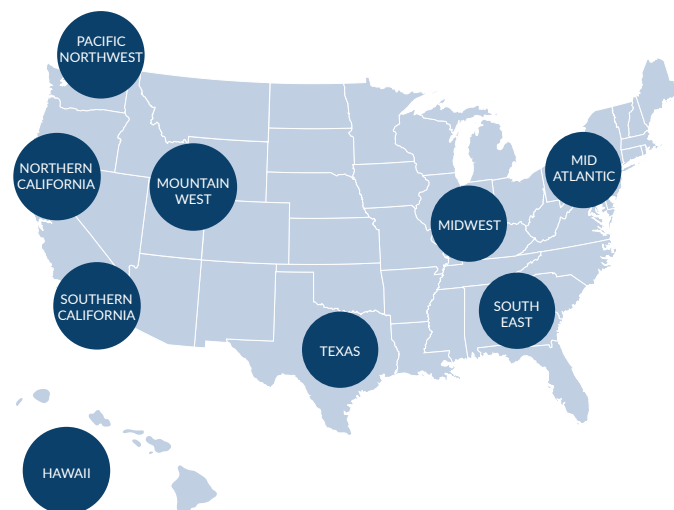 PACIFIC
NORTHWEST
NORTHERN
CALIFORNIA
MOUNTAIN
WEST
MID
ATLANTIC
MIDWEST
SOUTHERN
CALIFORNIA
SOUTH
EAST
TEXAS
HAWAII